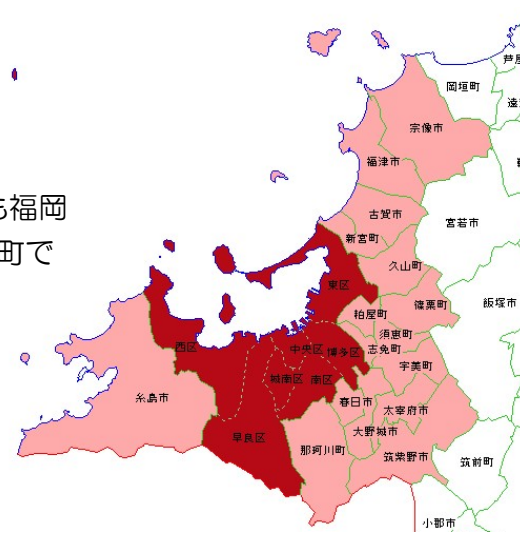 芦屋
岡垣町
遠
宗像市
福津市
も福岡
古賀市
宮若市
新宮町
町で
久山町
東区
篠栗町
飯塚市
粕屋町
須恵町
西区
中央区
博多区
志免町
宇美町
城南区
南区
糸島市
春日市
太宰府市
大野城市
早良区
那珂川町
筑紫野市
筑前町
小郡市